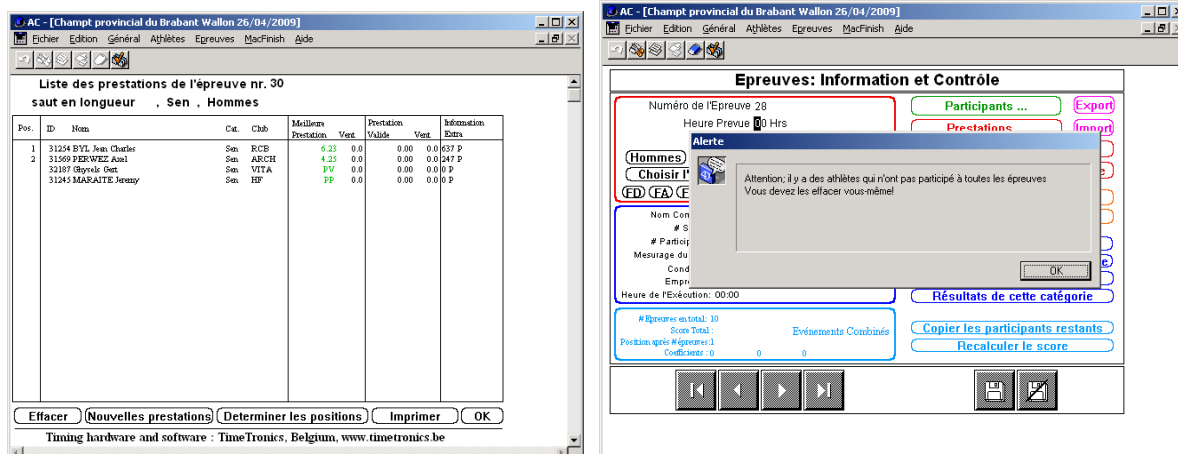 AC - [Champt provincial du Brabant Wallon 26/04/2009]
Fichier Edition Général Athlètes Epreuves MacFinish Aide
Liste des prestations de l'épreuve nr. 30
saut en longueur , Sen , Hommes
Pos. ID Nom Cat. Club Meilleure Prestation Vent Prestation Valide Vent Information Extra
1 31254 BYL Jean Charles Sen RCB 6.23 0.0 0.00 0.0 637 P
2 31569 PERWEZ Axel Sen ARCH 4.25 0.0 0.00 0.0 247 P
32187 Ghysels Gert Sen VITA PV 0.0 0.00 0.0 0 P
31245 MARAITE Jeremy Sen HF PP 0.0 0.00 0.0 0 P
Effacer Nouvelles prestations Determiner les positions Imprimer OK
Timing hardware and software : TimeTronics, Belgium, www.timetronics.be
AC - [Champt provincial du Brabant Wallon 26/04/2009]
Fichier Edition Général Athlètes Epreuves MacFinish Aide
Epreuves: Information et Contrôle
Numéro de l'Epreuve 28
Heure Prevue 00 Hrs
Participants ... Export
Prestations Import
Alerte
Attention; il y a des athlètes qui n'ont pas participé à toutes les épreuves
Vous devez les effacer vous-même!
OK
Hommes
Choisir l'
FD FA F
Nom Con
# S
# Particip
Mesurage du
Cond
Empr
Heure de l'Exécution: 00:00
Résultats de cette catégorie
# Epreuves en total: 10
Score Total :
Evénements Combinés
Position après # épreuves:1
Coefficients : 0 0 0
Copier les participants restants
Recalculer le score